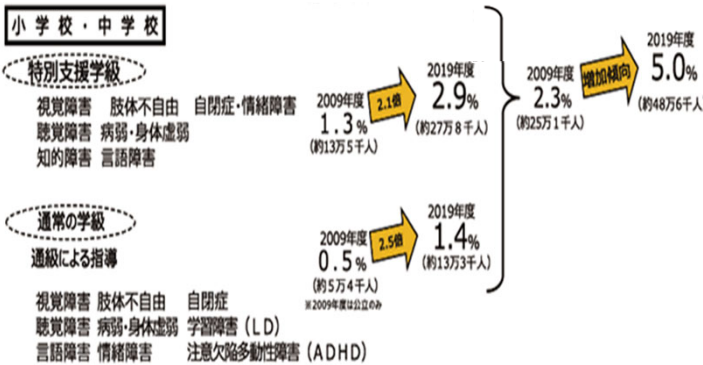 小学校・中学校
特別支援学級
視覚障害 肢体不自由 自閉症・情緒障害
聴覚障害 病弱・身体虚弱
知的障害 言語障害
2009年度
1.3%
(約13万5千人)
2.1倍
2019年度
2.9%
(約27万8千人)
通常の学級
通級による指導
視覚障害 肢体不自由 自閉症
聴覚障害 病弱・身体虚弱 学習障害(LD)
言語障害 情緒障害 注意欠陥多動性障害(ADHD)
2009年度
0.5%
(約5万4千人)
※2009年度は公立のみ
2.5倍
2019年度
1.4%
(約13万3千人)
2009年度
2.3%
(約25万1千人)
増加傾向
2019年度
5.0%
(約48万6千人)